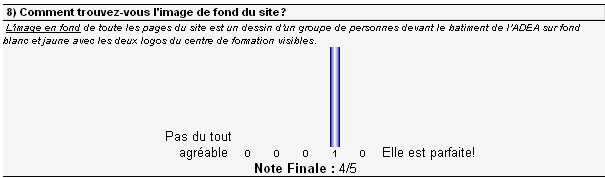 8) Comment trouvez-vous l'image de fond du site?
L'image en fond de toute les pages du site est un dessin d'un groupe de personnes devant le batiment de l'ADEA sur fond
blanc et jaune avec les deux logos du centre de formation visibles.
Pas du tout
agréable 0 0 0 1 0 Elle est parfaite!
Note Finale : 4/5